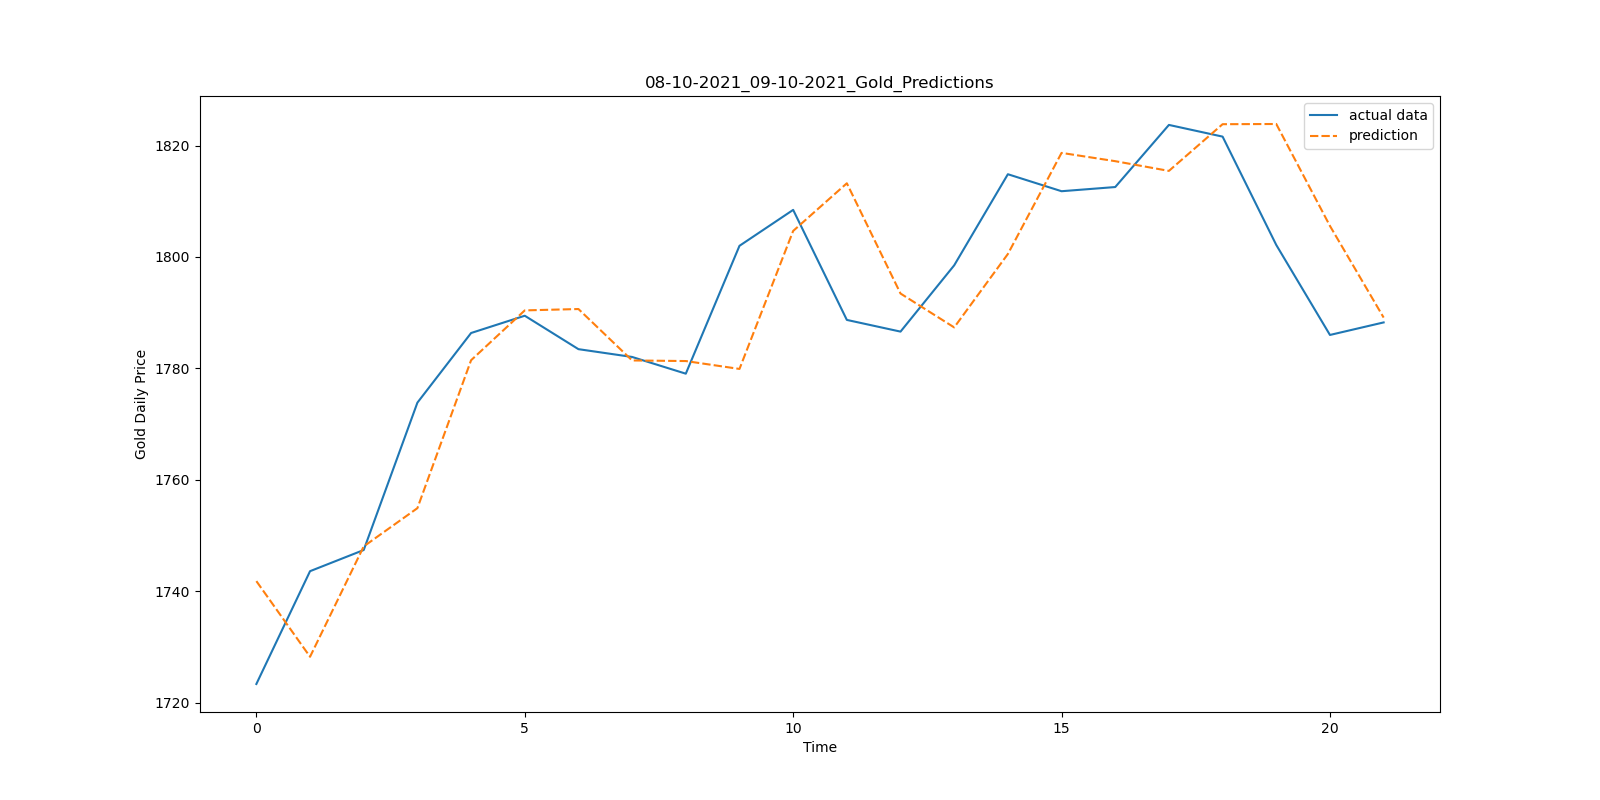 08-10-2021_09-10-2021_Gold_Predictions
actual data
prediction
1820
1800
1780
1760
1740
1720
Gold Daily Price
0 5 10 15 20
Time